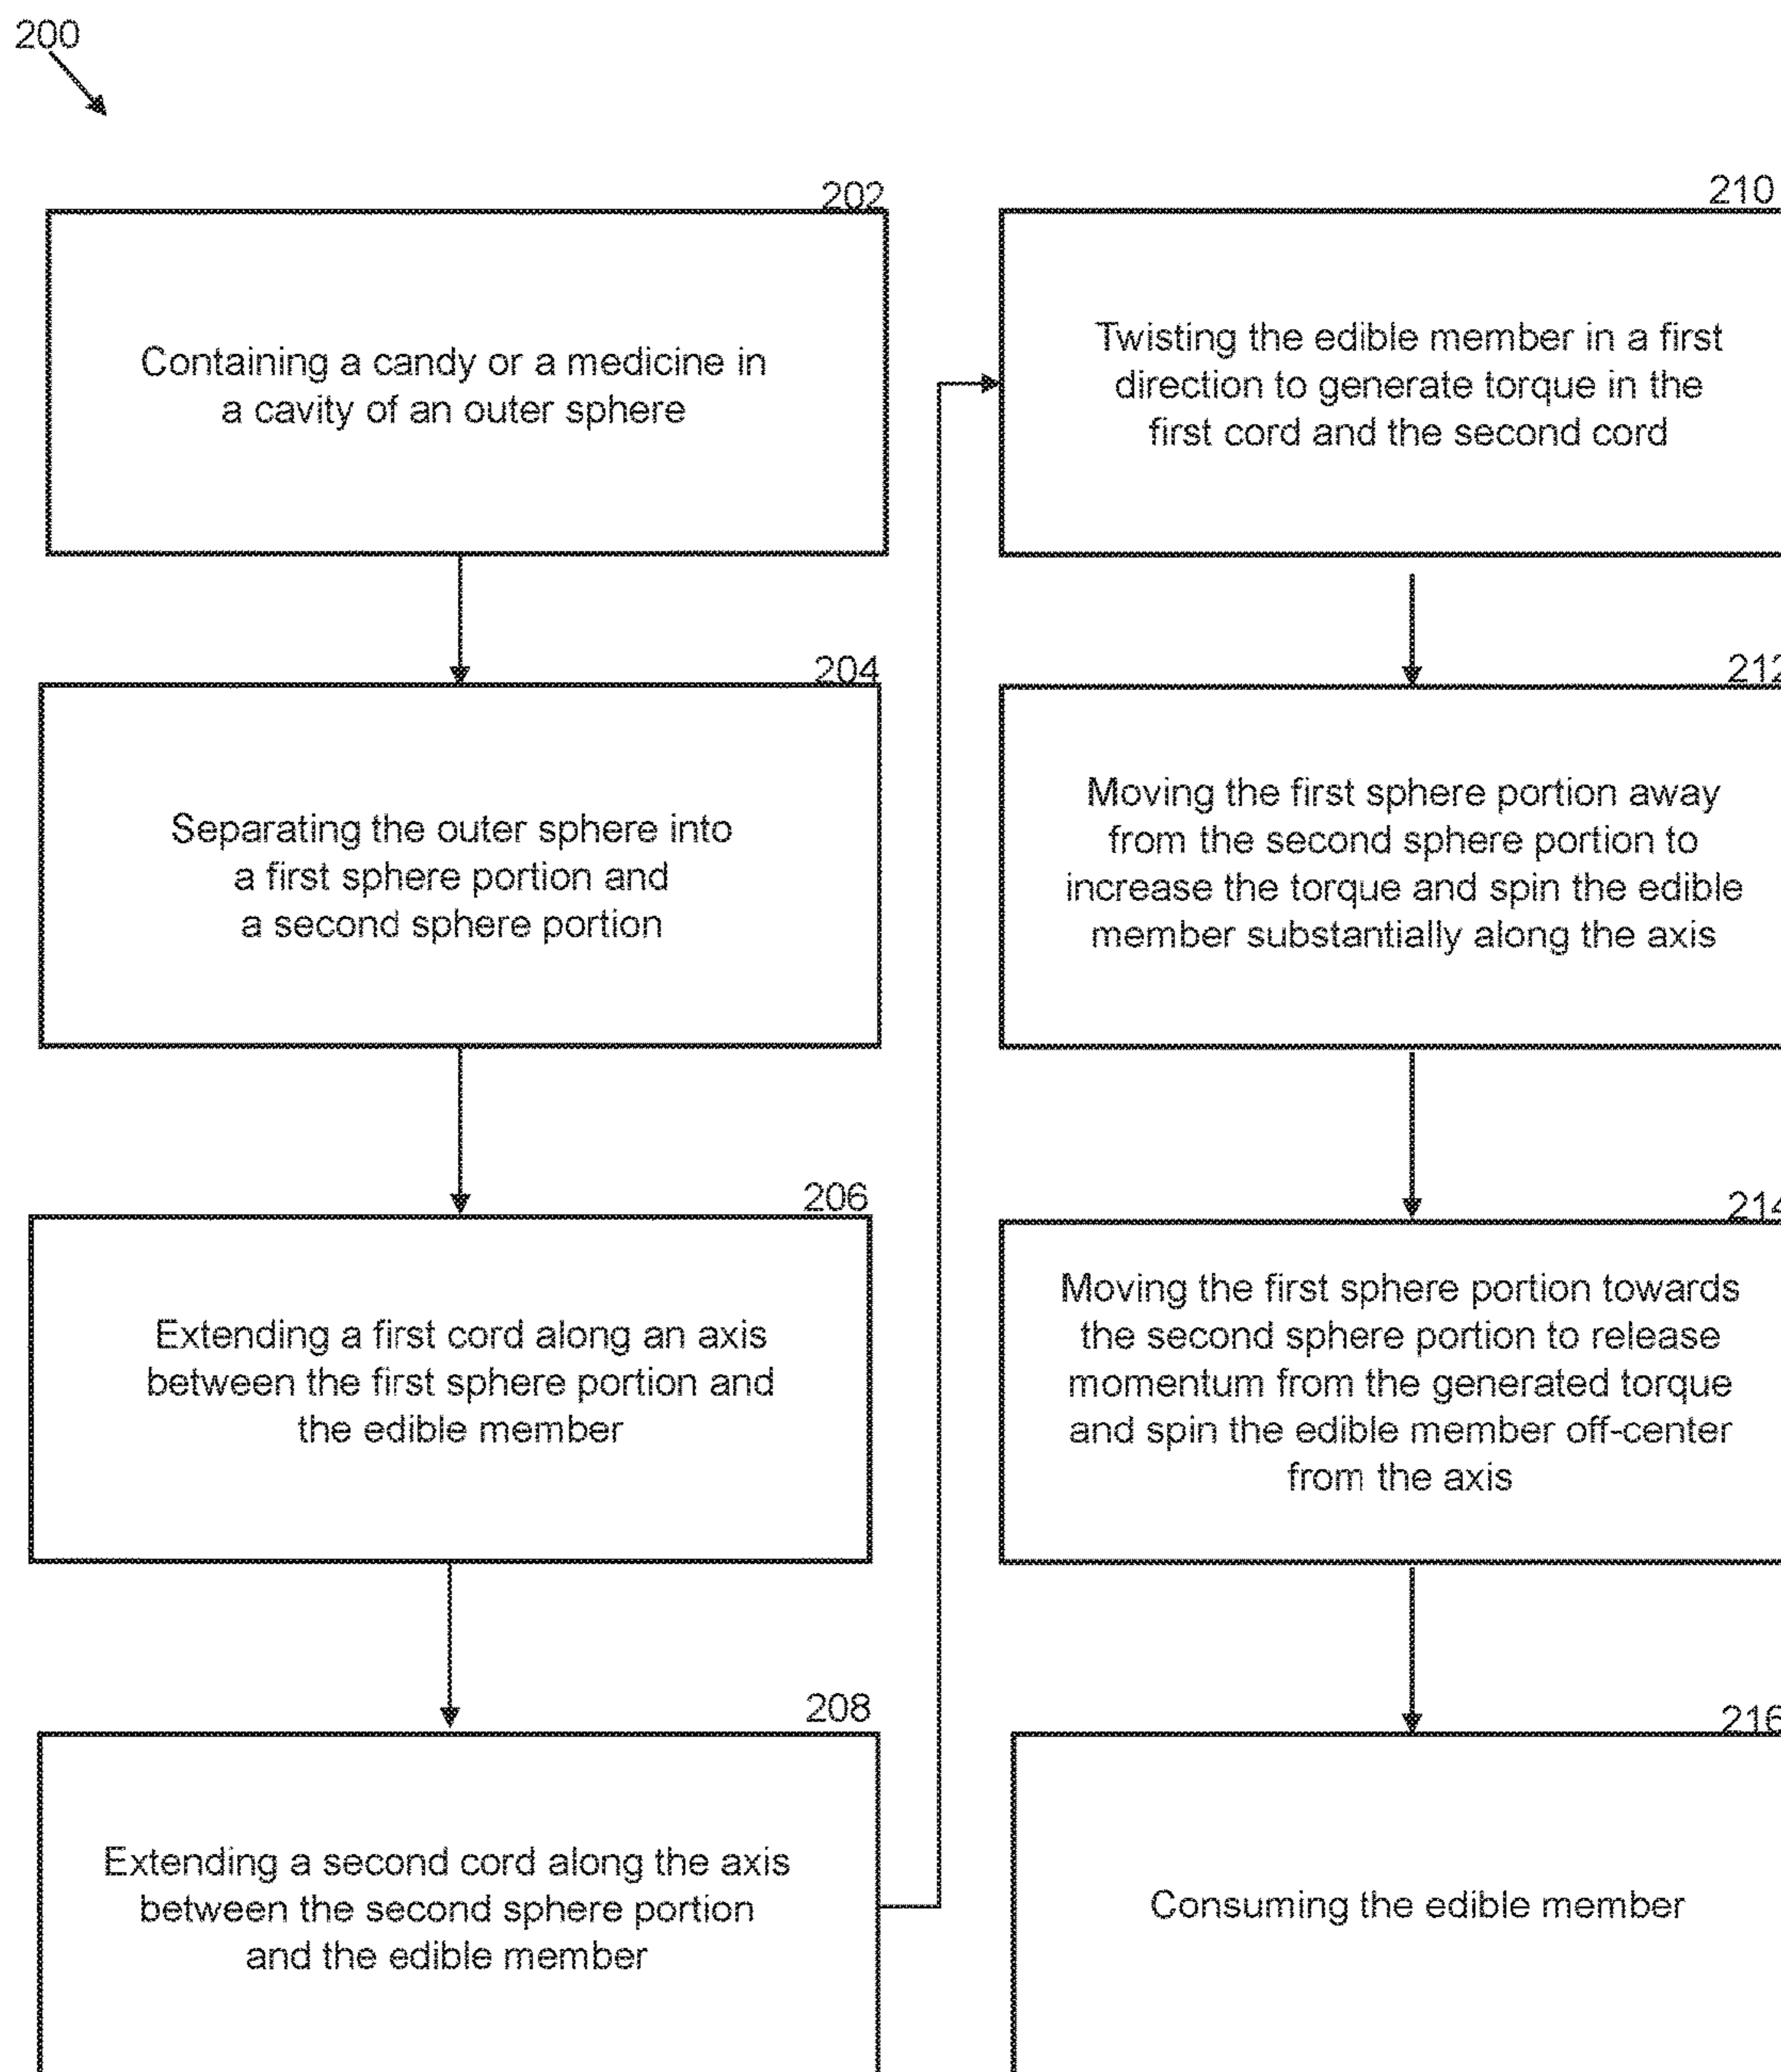 200
202
Containing a candy or a medicine in
a cavity of an outer sphere
204
Separating the outer sphere into
a first sphere portion and
a second sphere portion
206
Extending a first cord along an axis
between the first sphere portion and
the edible member
208
Extending a second cord along the axis
between the second sphere portion
and the edible member
210
Twisting the edible member in a first
direction to generate torque in the
first cord and the second cord
212
Moving the first sphere portion away
from the second sphere portion to
increase the torque and spin the edible
member substantially along the axis
214
Moving the first sphere portion towards
the second sphere portion to release
momentum from the generated torque
and spin the edible member off-center
from the axis
216
Consuming the edible member